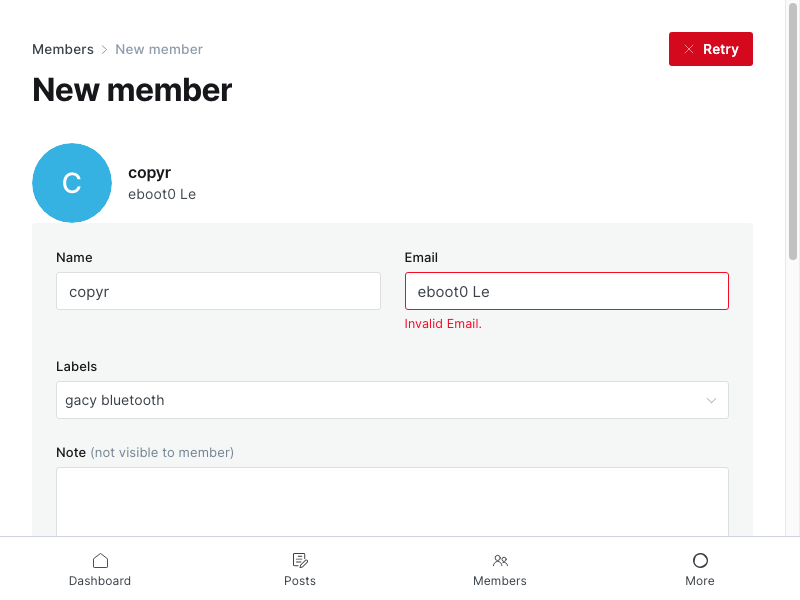 Members > New member
Retry
New member
C
copyr
eboot0 Le
Name
Email
copyr
eboot0 Le
Invalid Email.
Labels
gacy bluetooth
Note (not visible to member)
Dashboard
Posts
Members
More